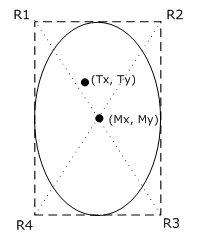 R1 R2
(Tx, Ty)
(Mx, My)
R4 R3